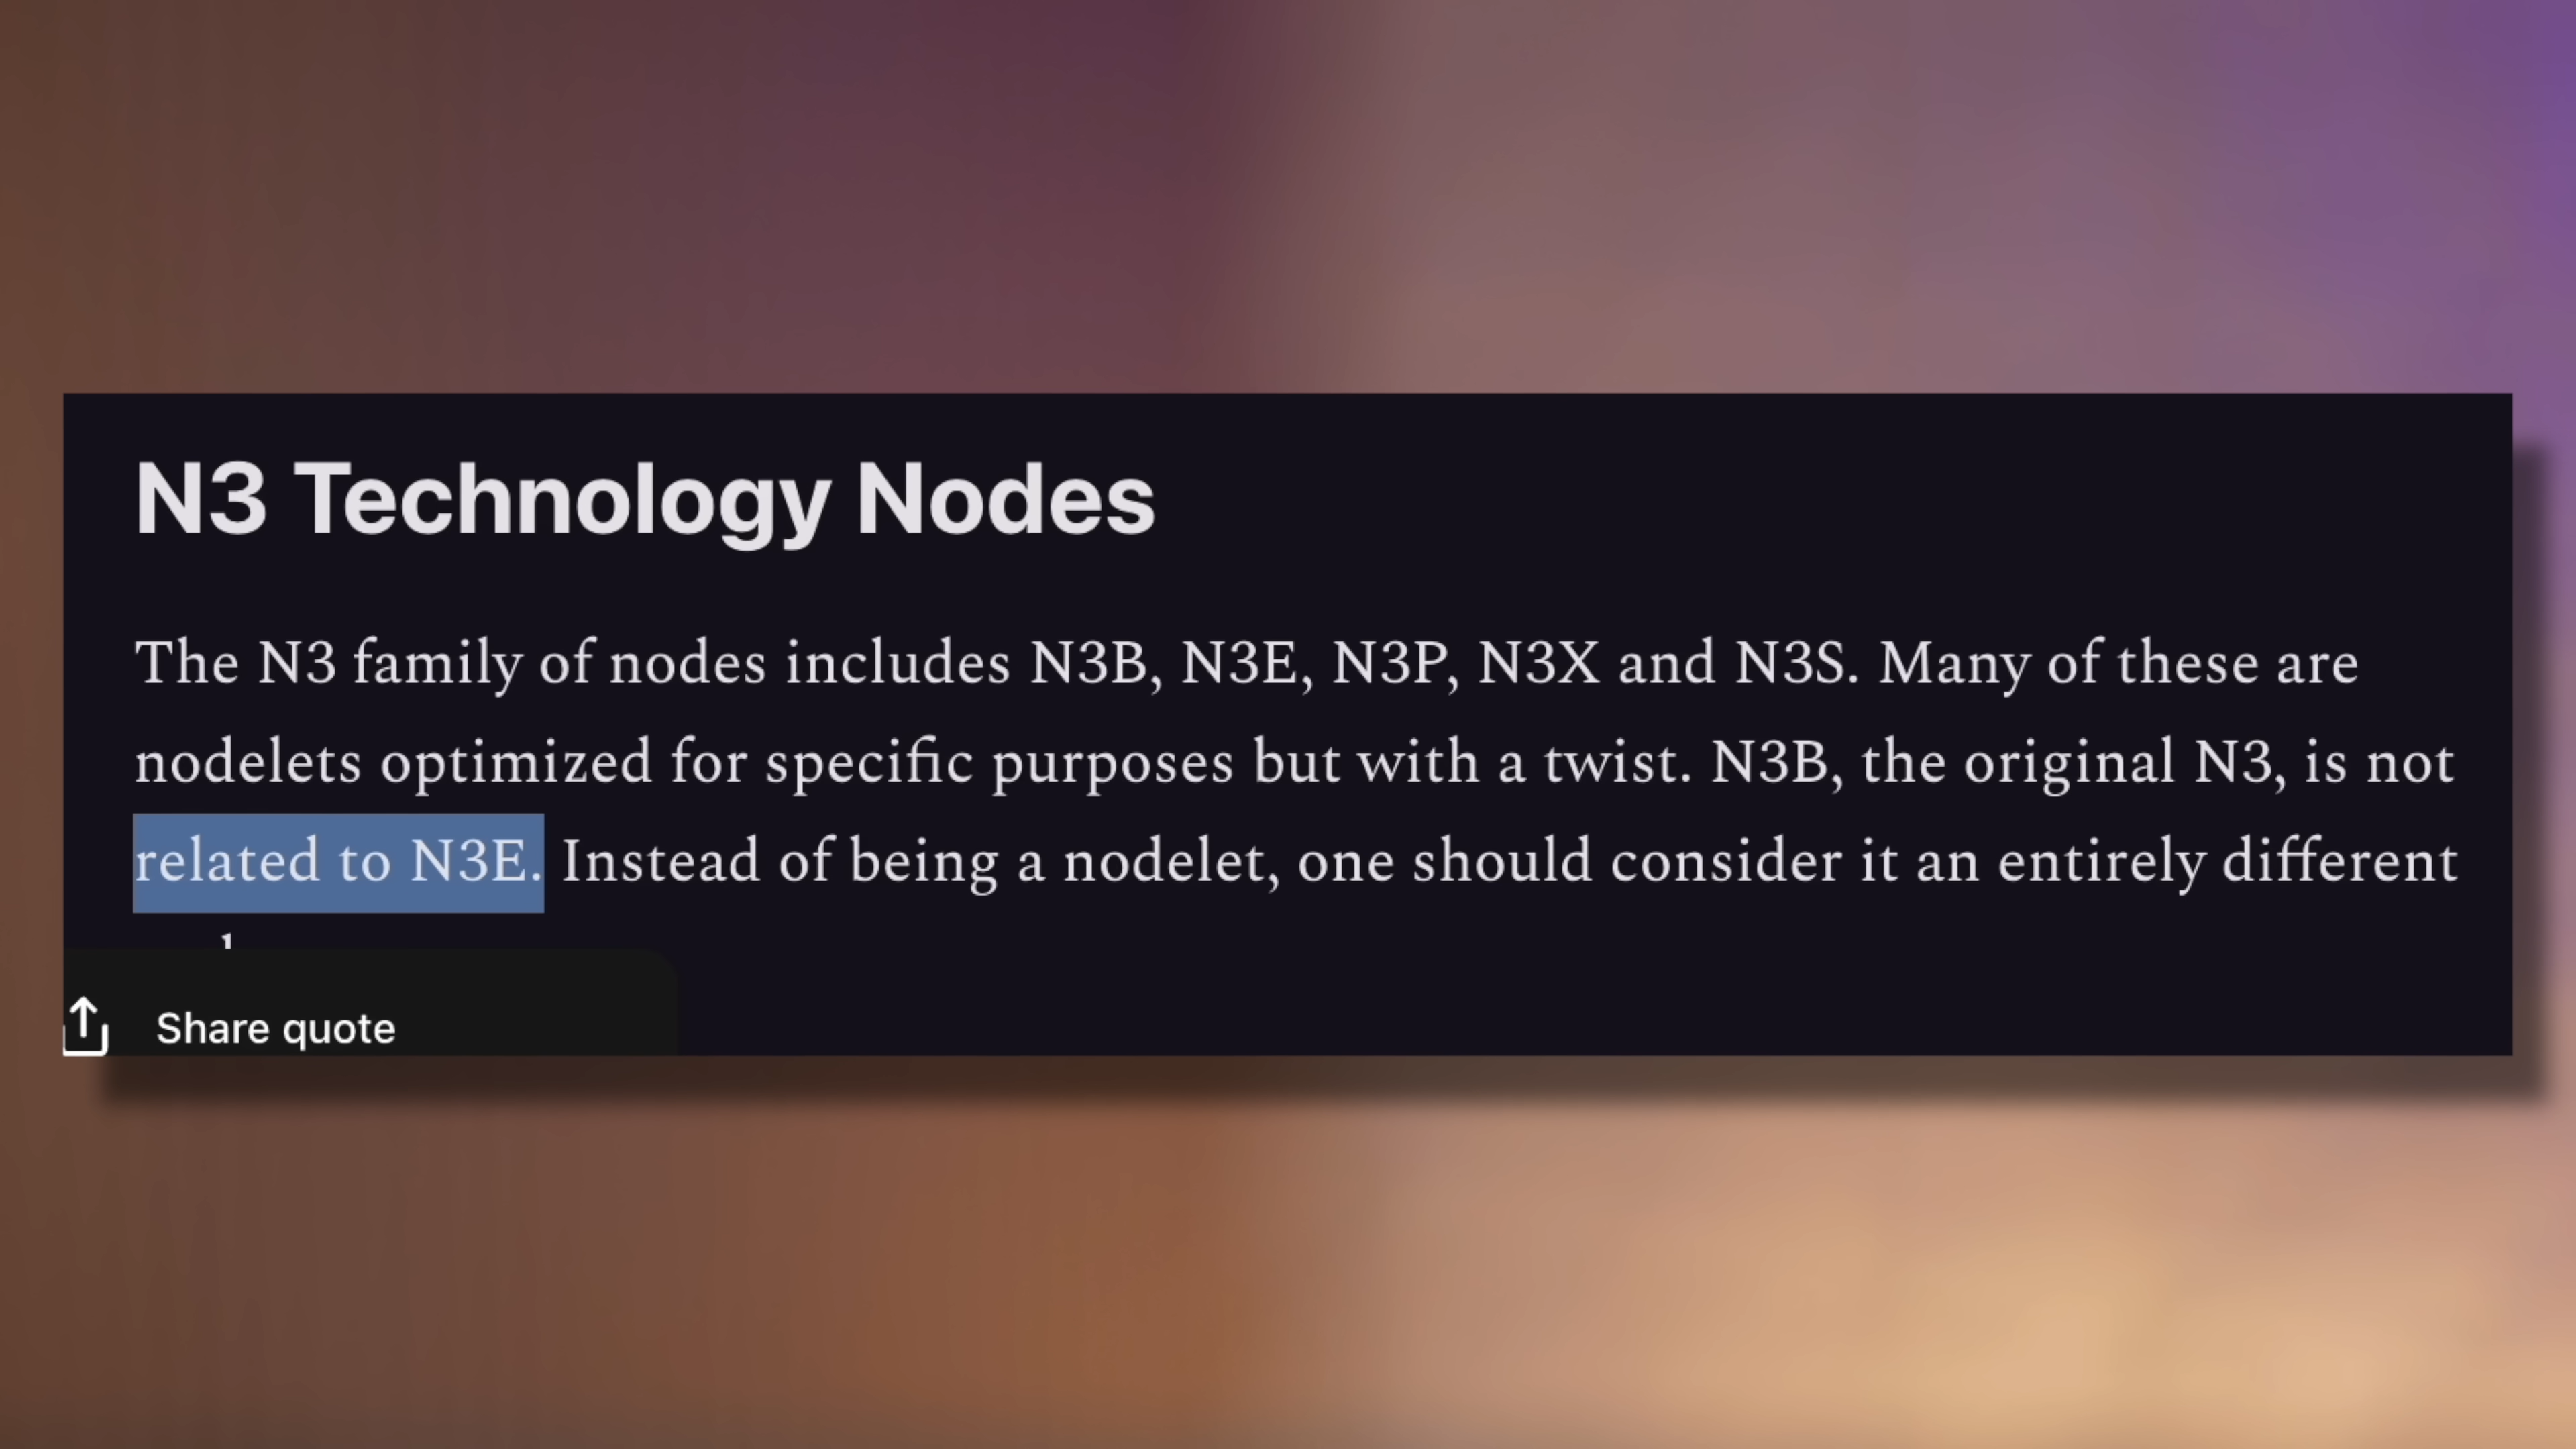 N3 Technology Nodes
The N3 family of nodes includes N3B, N3E, N3P, N3X and N3S. Many of these are
nodelets optimized for specific purposes but with a twist. N3B, the original N3, is not
related to N3E. Instead of being a nodelet, one should consider it an entirely different
Share quote